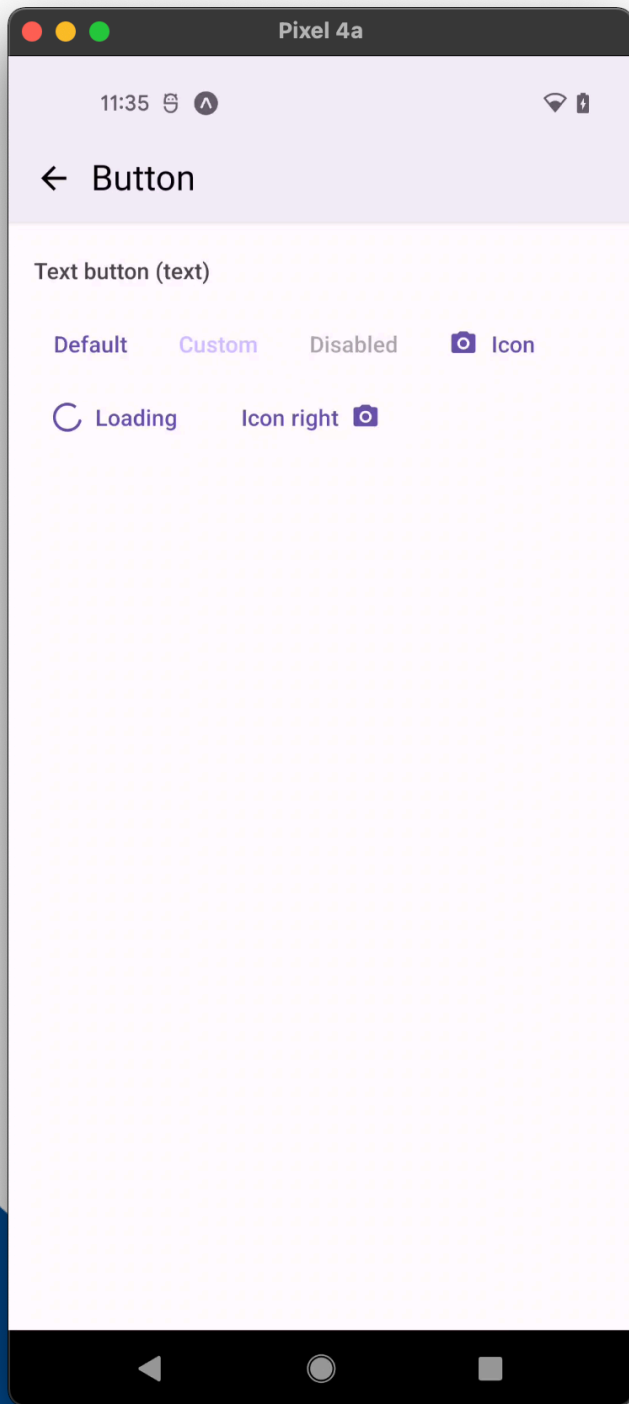 Pixel 4a
11:35
Button
Text button (text)
Default Custom Disabled Icon
Loading Icon right